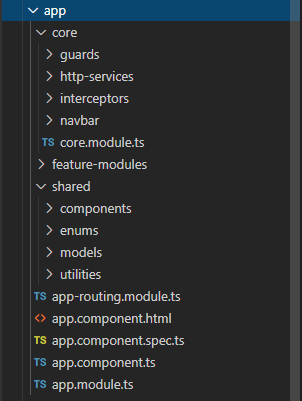 app
core
guards
http-services
interceptors
navbar
TS core.module.ts
feature-modules
shared
components
enums
models
utilities
TS app-routing.module.ts
<> app.component.html
TS app.component.spec.ts
TS app.component.ts
TS app.module.ts